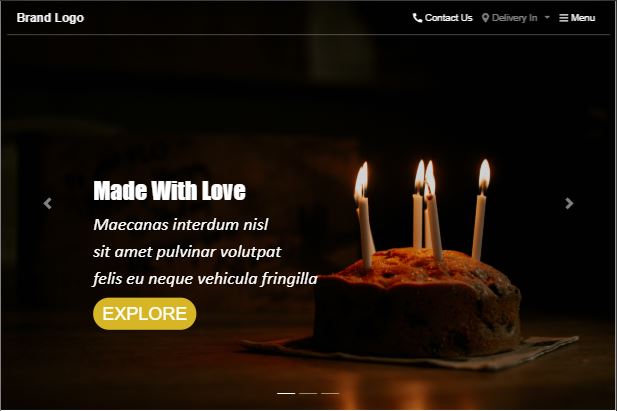 Brand Logo
Contact Us Delivery In Menu
Made With Love
Maecanas interdum nisl
sit amet pulvinar volutpat
felis eu neque vehicula fringilla
EXPLORE